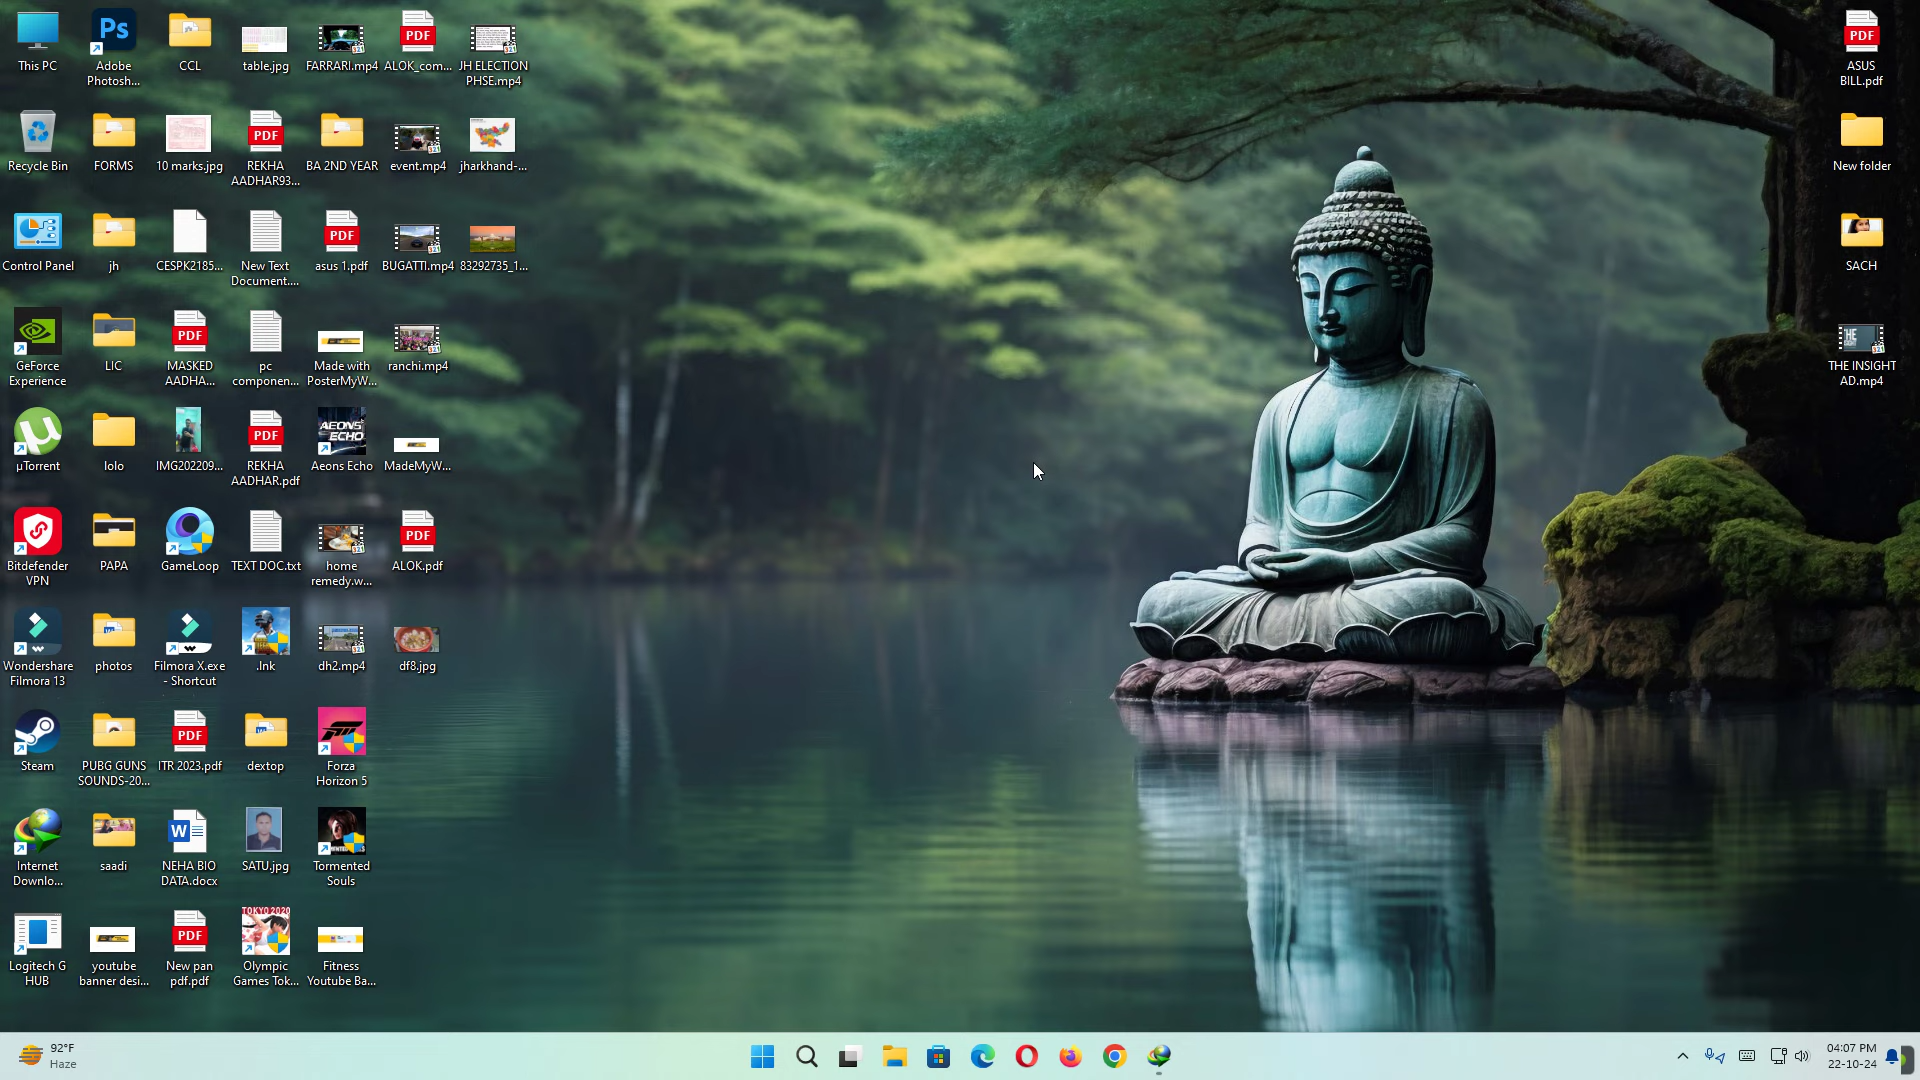 This PC
Adobe
Photosh...
CCL
table.jpg
FARRARI.mp4
ALOK_com...
JH ELECTION
PHSE.mp4
ASUS
BILL.pdf
Recycle Bin
FORMS
10 marks.jpg
REKHA
AADHAR93...
BA 2ND YEAR
event.mp4
jharkhand-...
New folder
Control Panel
jh
CESPK2185...
New Text
Document....
asus 1.pdf
BUGATTI.mp4
83292735_1...
SACH
GeForce
Experience
LIC
MASKED
AADHA...
pc
componen...
Made with
PosterMyW...
ranchi.mp4
THE INSIGHT
AD.mp4
µTorrent
lolo
IMG202209...
REKHA
AADHAR.pdf
AEONS
ECHO
Aeons Echo
MadeMyW...
Bitdefender
VPN
PAPA
GameLoop
TEXT DOC.txt
home
remedy.w...
ALOK.pdf
Wondershare
Filmora 13
photos
Filmora X.exe
- Shortcut
.lnk
dh2.mp4
df8.jpg
Steam
PUBG GUNS
SOUNDS-20...
ITR 2023.pdf
dextop
Forza
Horizon 5
Internet
Downlo...
saadi
NEHA BIO
DATA.docx
SATU.jpg
Tormented
Souls
Logitech G
HUB
youtube
banner desi...
New pan
pdf.pdf
TOKYO 2020
Olympic
Games Tok...
Fitness
Youtube Ba...
92°F
Haze
04:07 PM
22-10-24